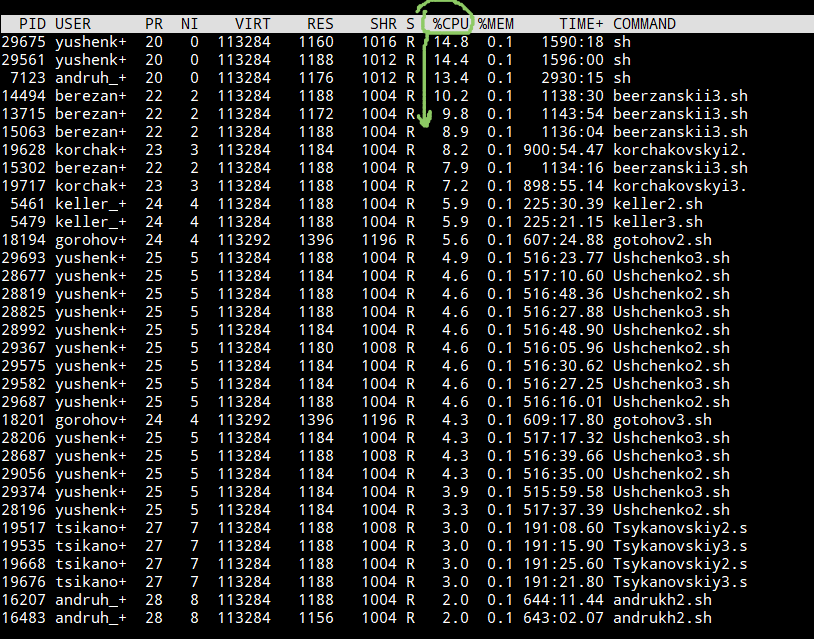 PID USER PR NI VIRT RES SHR S %CPU %MEM TIME+ COMMAND
29675 yushenk+ 20 0 113284 1160 1016 R 14.8 0.1 1590:18 sh
29561 yushenk+ 20 0 113284 1188 1012 R 14.4 0.1 1596:00 sh
7123 andruh_+ 20 0 113284 1176 1012 R 13.4 0.1 2930:15 sh
14494 berezan+ 22 2 113284 1188 1004 R 10.2 0.1 1138:30 beerzanskii3.sh
13715 berezan+ 22 2 113284 1172 1004 R 9.8 0.1 1143:54 beerzanskii3.sh
15063 berezan+ 22 2 113284 1188 1004 R 8.9 0.1 1136:04 beerzanskii3.sh
19628 korchak+ 23 3 113284 1184 1004 R 8.2 0.1 900:54.47 korchakovskyi2.
15302 berezan+ 22 2 113284 1188 1004 R 7.9 0.1 1134:16 beerzanskii3.sh
19717 korchak+ 23 3 113284 1188 1004 R 7.2 0.1 898:55.14 korchakovskyi3.
5461 keller_+ 24 4 113284 1188 1004 R 5.9 0.1 225:30.39 keller2.sh
5479 keller_+ 24 4 113284 1188 1004 R 5.9 0.1 225:21.15 keller3.sh
18194 gorohov+ 24 4 113292 1396 1196 R 5.6 0.1 607:24.88 gotohov2.sh
29693 yushenk+ 25 5 113284 1188 1004 R 4.9 0.1 516:23.77 Ushchenko3.sh
28677 yushenk+ 25 5 113284 1184 1004 R 4.6 0.1 517:10.60 Ushchenko2.sh
28819 yushenk+ 25 5 113284 1188 1004 R 4.6 0.1 516:48.36 Ushchenko2.sh
28825 yushenk+ 25 5 113284 1188 1004 R 4.6 0.1 516:27.88 Ushchenko3.sh
28992 yushenk+ 25 5 113284 1184 1004 R 4.6 0.1 516:48.90 Ushchenko2.sh
29367 yushenk+ 25 5 113284 1180 1008 R 4.6 0.1 516:05.96 Ushchenko2.sh
29575 yushenk+ 25 5 113284 1184 1004 R 4.6 0.1 516:30.62 Ushchenko2.sh
29582 yushenk+ 25 5 113284 1184 1004 R 4.6 0.1 516:27.25 Ushchenko3.sh
29687 yushenk+ 25 5 113284 1188 1004 R 4.6 0.1 516:16.01 Ushchenko2.sh
18201 gorohov+ 24 4 113292 1396 1196 R 4.3 0.1 609:17.80 gotohov3.sh
28206 yushenk+ 25 5 113284 1184 1004 R 4.3 0.1 517:17.32 Ushchenko3.sh
28687 yushenk+ 25 5 113284 1188 1008 R 4.3 0.1 516:39.66 Ushchenko3.sh
29056 yushenk+ 25 5 113284 1184 1004 R 4.3 0.1 516:35.00 Ushchenko2.sh
29374 yushenk+ 25 5 113284 1184 1004 R 3.9 0.1 515:59.58 Ushchenko3.sh
28196 yushenk+ 25 5 113284 1184 1004 R 3.3 0.1 517:37.39 Ushchenko2.sh
19517 tsikano+ 27 7 113284 1188 1008 R 3.0 0.1 191:08.60 Tsykanovskiy2.s
19535 tsikano+ 27 7 113284 1188 1004 R 3.0 0.1 191:15.90 Tsykanovskiy3.s
19668 tsikano+ 27 7 113284 1188 1004 R 3.0 0.1 191:25.60 Tsykanovskiy2.s
19676 tsikano+ 27 7 113284 1188 1004 R 3.0 0.1 191:21.80 Tsykanovskiy3.s
16207 andruh_+ 28 8 113284 1188 1004 R 2.0 0.1 644:11.44 andrukh2.sh
16483 andruh_+ 28 8 113284 1156 1004 R 2.0 0.1 643:02.07 andrukh2.sh